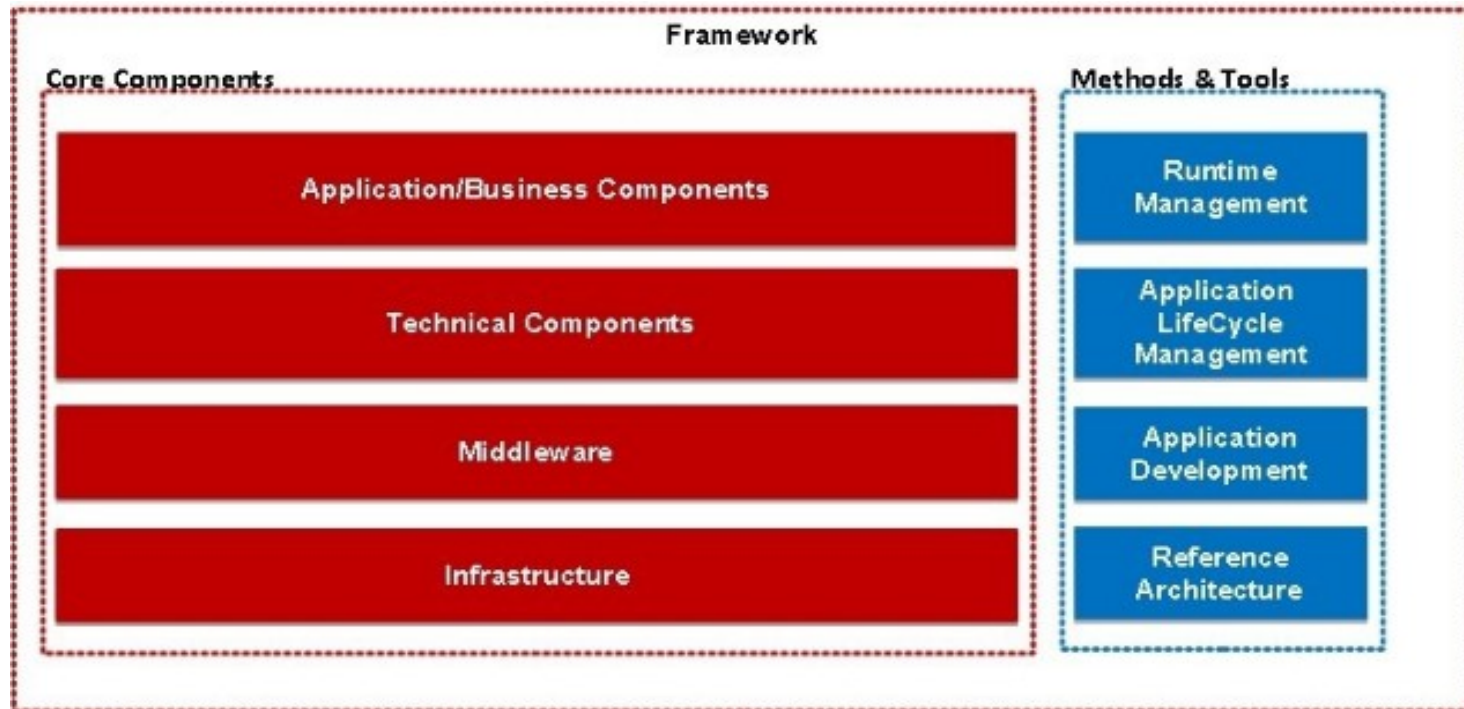 Framework
Core Components
Application/Business Components
Technical Components
Middleware
Infrastructure
Methods & Tools
Runtime
Management
Application
LifeCycle
Management
Application
Development
Reference
Architecture